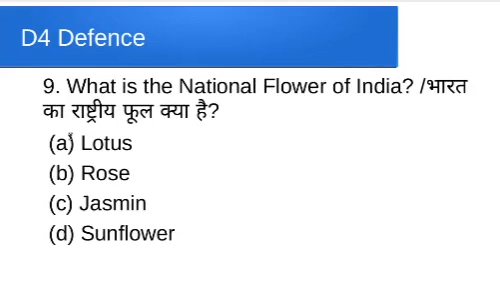 D4 Defence
9. What is the National Flower of India? /भारत
का राष्ट्रीय फूल क्या है?
(a) Lotus
(b) Rose
(c) Jasmin
(d) Sunflower